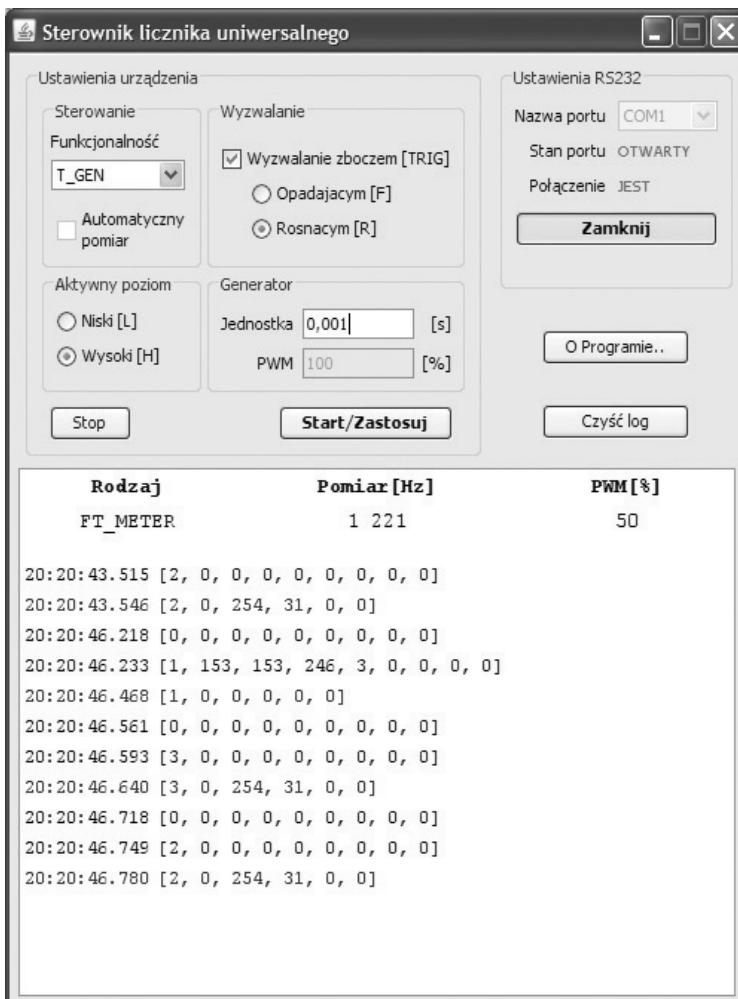 Sterownik licznika uniwersalnego
Ustawienia urządzenia
Sterowanie
Funkcjonalność
T_GEN
Automatyczny
pomiar
Wyzwalanie
Wyzwalanie zboczem [TRIG]
Opadajacym [F]
Rosnacym [R]
Aktywny poziom
Niski [L]
Wysoki [H]
Generator
Jednostka 0,001 [s]
PWM 100 [%]
Stop
Start/Zastosuj
Ustawienia RS232
Nazwa portu COM1
Stan portu OTWARTY
Połączenie JEST
Zamknij
O Programie..
Czyść log
Rodzaj Pomiar[Hz] PWM[%]
FT_METER 1 221 50
20:20:43.515 [2, 0, 0, 0, 0, 0, 0, 0, 0]
20:20:43.546 [2, 0, 254, 31, 0, 0]
20:20:46.218 [0, 0, 0, 0, 0, 0, 0, 0, 0]
20:20:46.233 [1, 153, 153, 246, 3, 0, 0, 0, 0]
20:20:46.468 [1, 0, 0, 0, 0, 0]
20:20:46.561 [0, 0, 0, 0, 0, 0, 0, 0, 0]
20:20:46.593 [3, 0, 0, 0, 0, 0, 0, 0, 0]
20:20:46.640 [3, 0, 254, 31, 0, 0]
20:20:46.718 [0, 0, 0, 0, 0, 0, 0, 0, 0]
20:20:46.749 [2, 0, 0, 0, 0, 0, 0, 0, 0]
20:20:46.780 [2, 0, 254, 31, 0, 0]